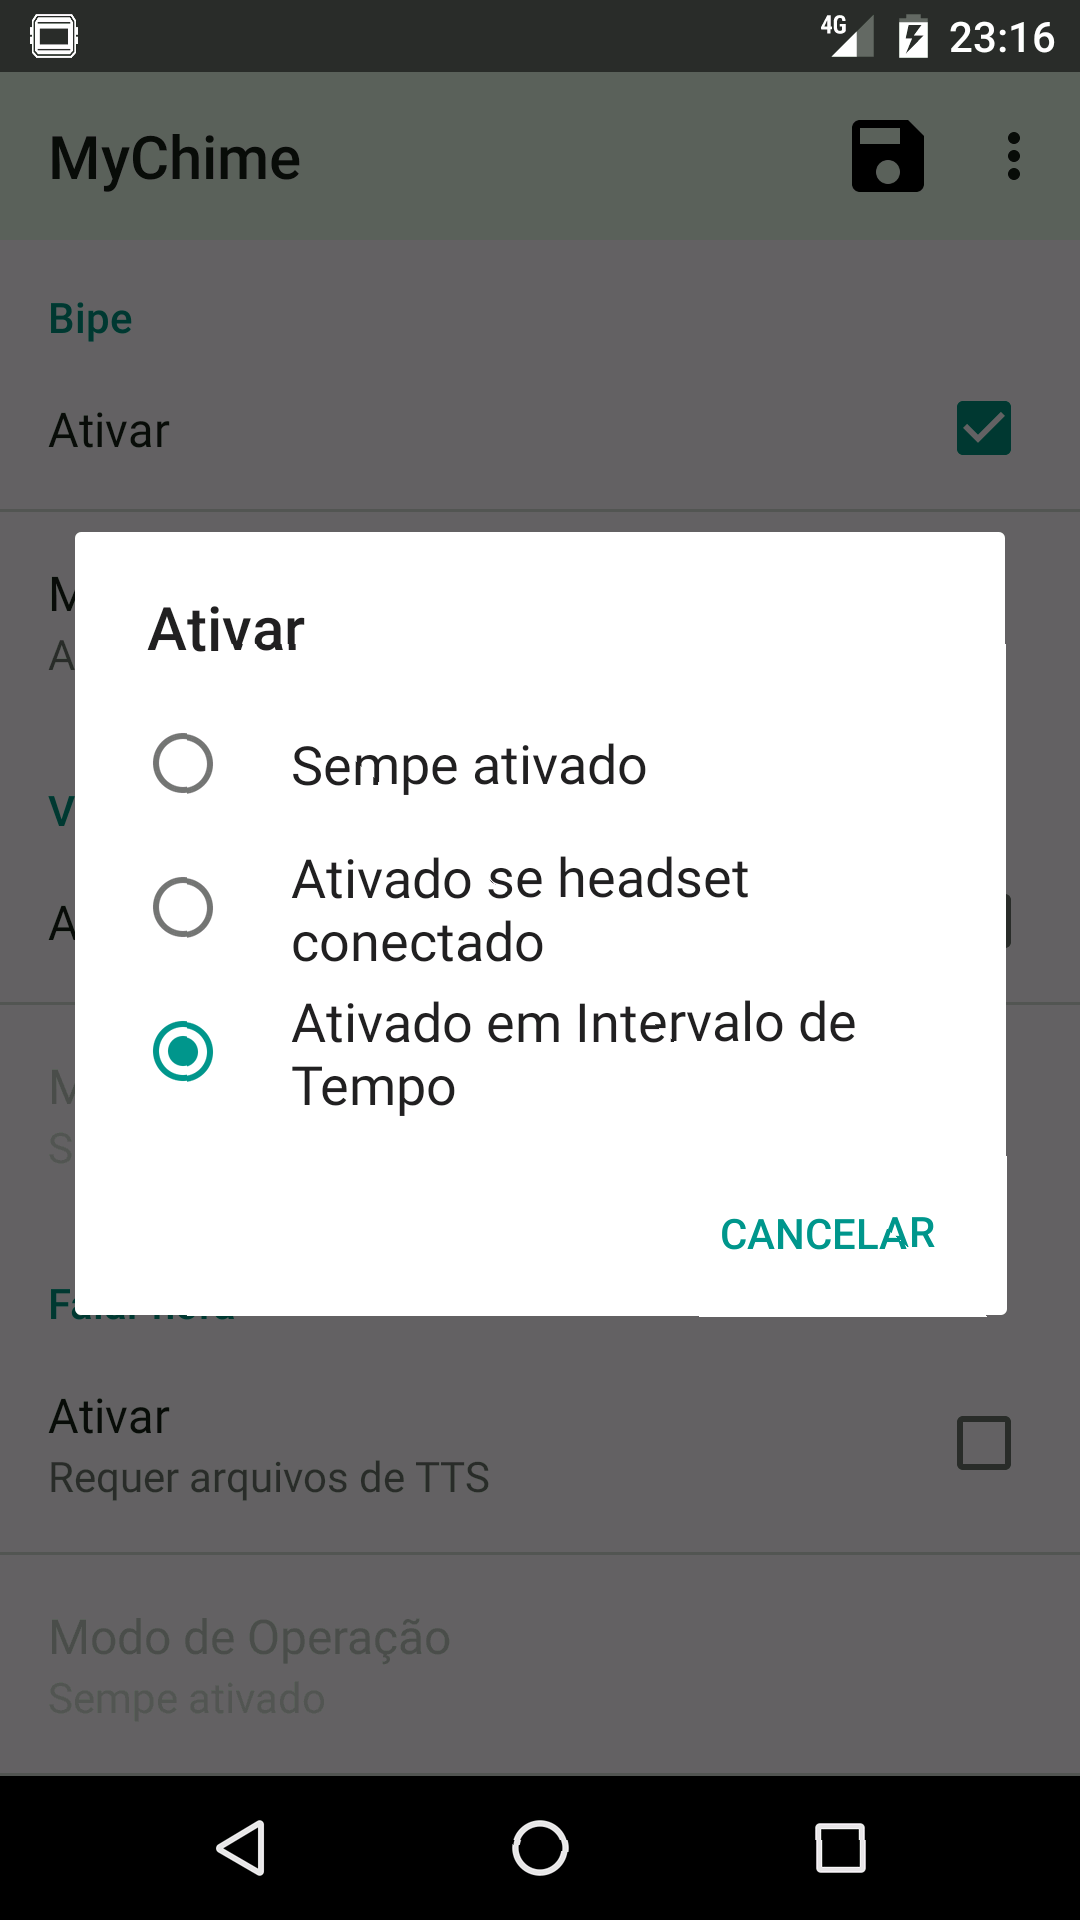 4G 23:16
MyChime
Bipe
Ativar
Ativar
Sempe ativado
Ativado se headset
conectado
Ativado em Intervalo de
Tempo
CANCELAR
Ativar
Requer arquivos de TTS
Modo de Operação
Sempe ativado